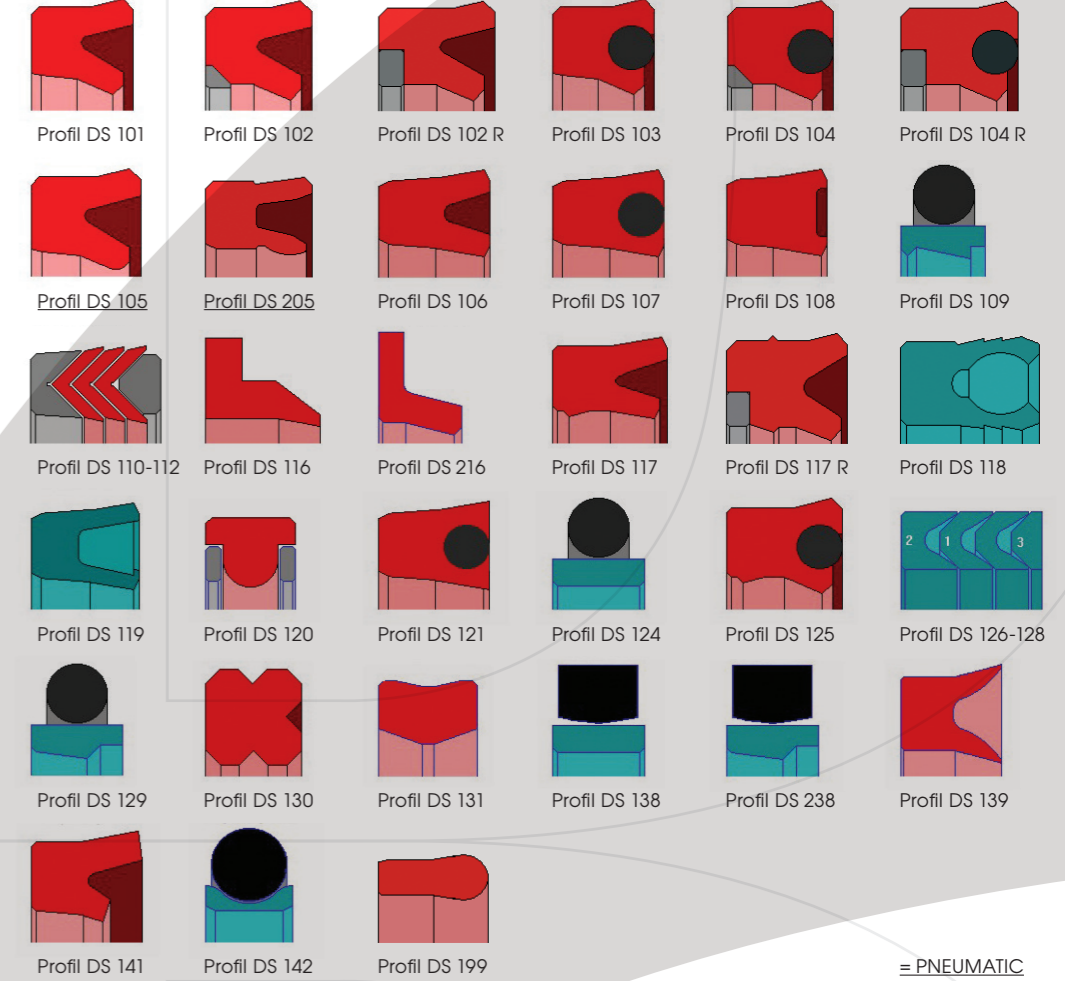 Profil DS 101 Profil DS 102 Profil DS 102 R Profil DS 103 Profil DS 104 Profil DS 104 R
Profil DS 105 Profil DS 205 Profil DS 106 Profil DS 107 Profil DS 108 Profil DS 109
Profil DS 110-112 Profil DS 116 Profil DS 216 Profil DS 117 Profil DS 117 R Profil DS 118
2 1 3
Profil DS 119 Profil DS 120 Profil DS 121 Profil DS 124 Profil DS 125 Profil DS 126-128
Profil DS 129 Profil DS 130 Profil DS 131 Profil DS 138 Profil DS 238 Profil DS 139
Profil DS 141 Profil DS 142 Profil DS 199 = PNEUMATIC